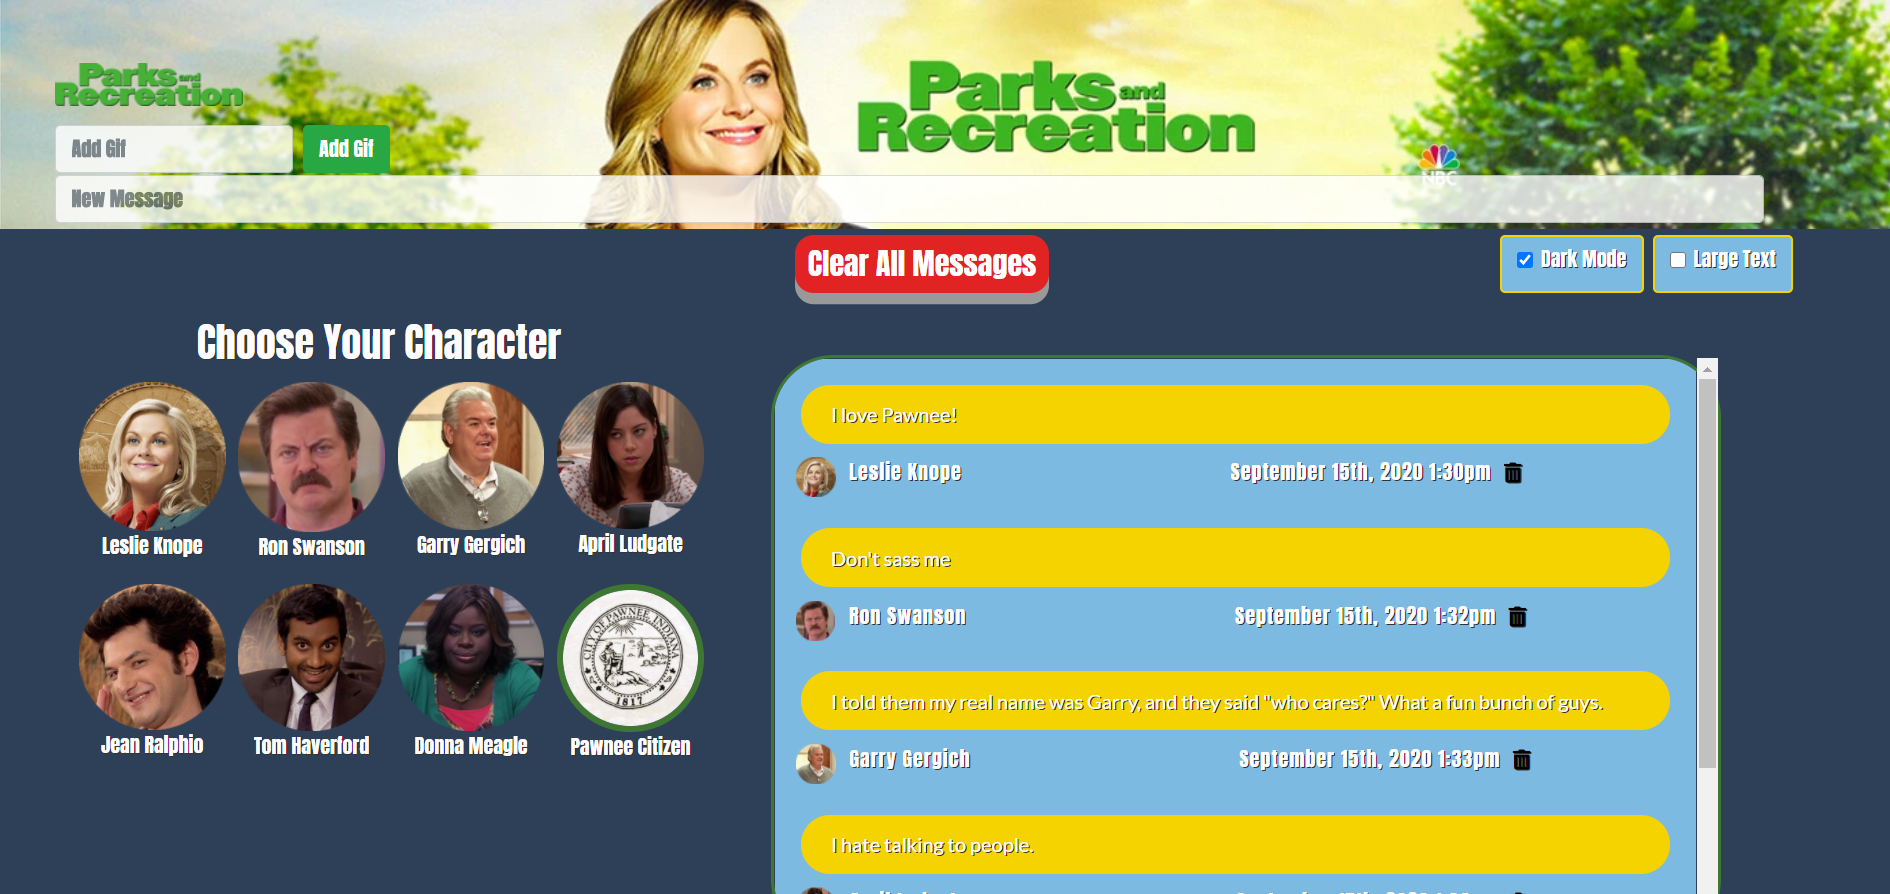 Parks and
Recreation
Parks and
Recreation
Add Gif
Add Gif
NBC
New Message
Clear All Messages
Dark Mode
Large Text
Choose Your Character
Leslie Knope
Ron Swanson
Garry Gergich
April Ludgate
CITY OF PAWNEE, INDIANA
1817
Jean Ralphio
Tom Haverford
Donna Meagle
Pawnee Citizen
I love Pawnee!
Leslie Knope
September 15th, 2020 1:30pm
Don't sass me
Ron Swanson
September 15th, 2020 1:32pm
I told them my real name was Garry, and they said "who cares?" What a fun bunch of guys.
Garry Gergich
September 15th, 2020 1:33pm
I hate talking to people.